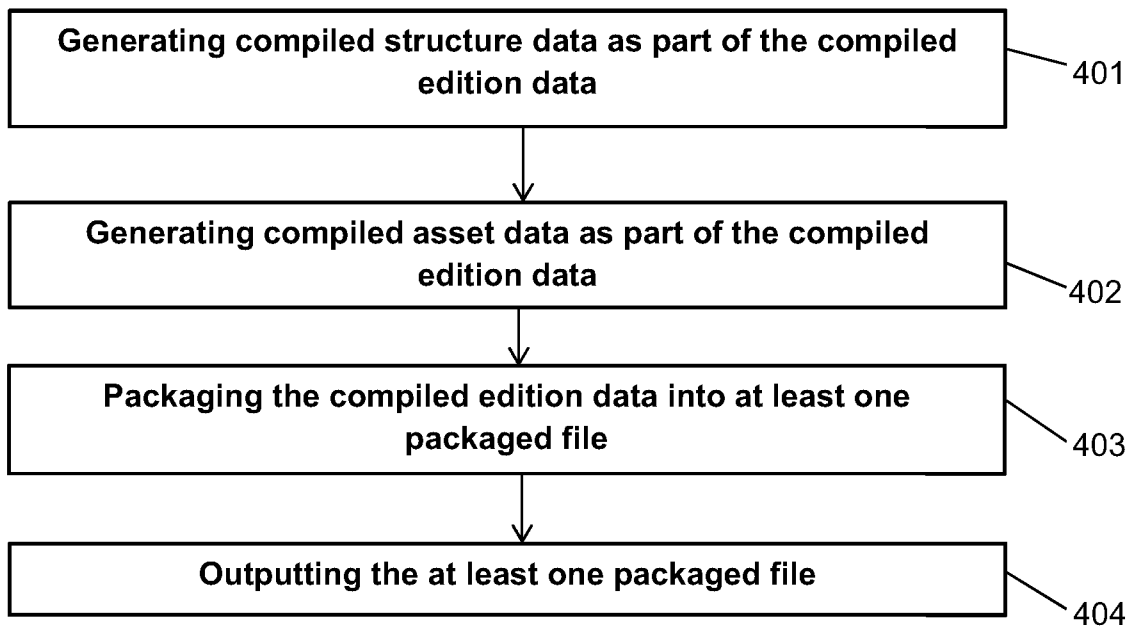 Generating compiled structure data as part of the compiled
edition data
401
Generating compiled asset data as part of the compiled
edition data
402
Packaging the compiled edition data into at least one
packaged file
403
Outputting the at least one packaged file
404